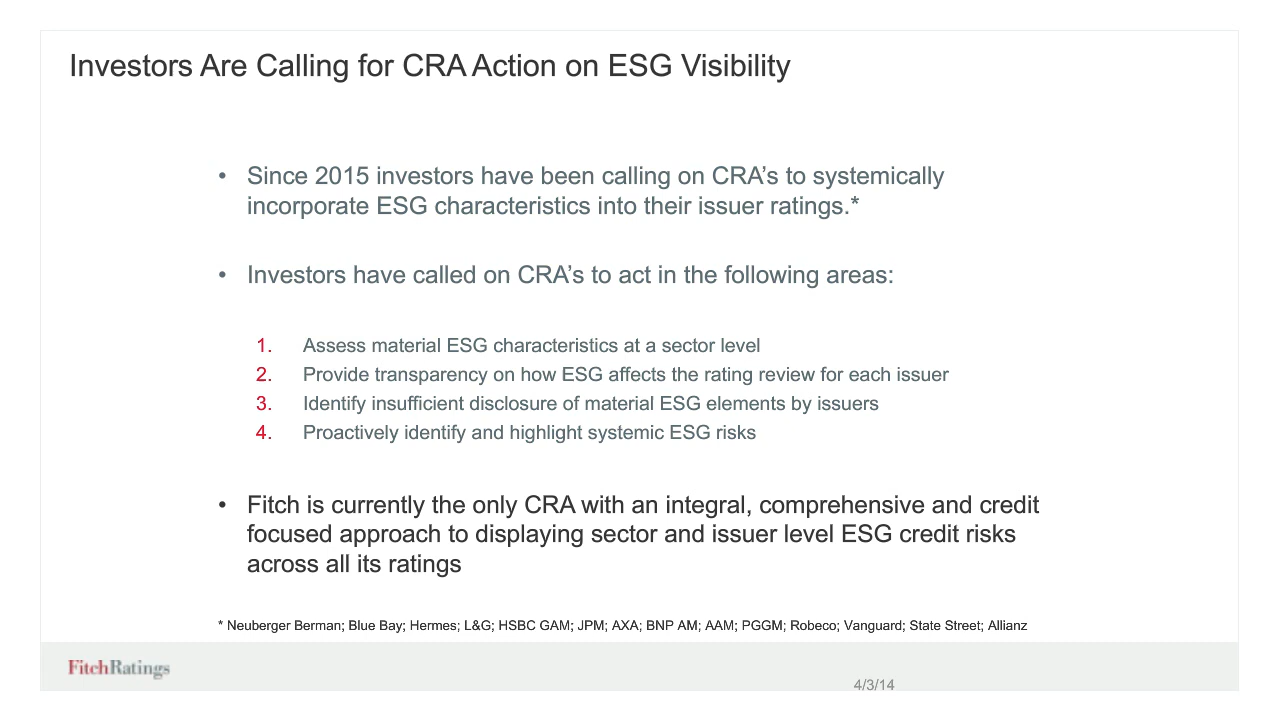 Investors Are Calling for CRA Action on ESG Visibility
• Since 2015 investors have been calling on CRA’s to systemically
incorporate ESG characteristics into their issuer ratings.*
• Investors have called on CRA’s to act in the following areas:
1. Assess material ESG characteristics at a sector level
2. Provide transparency on how ESG affects the rating review for each issuer
3. Identify insufficient disclosure of material ESG elements by issuers
4. Proactively identify and highlight systemic ESG risks
• Fitch is currently the only CRA with an integral, comprehensive and credit
focused approach to displaying sector and issuer level ESG credit risks
across all its ratings
* Neuberger Berman; Blue Bay; Hermes; L&G; HSBC GAM; JPM; AXA; BNP AM; AAM; PGGM; Robeco; Vanguard; State Street; Allianz
FitchRatings
4/3/14